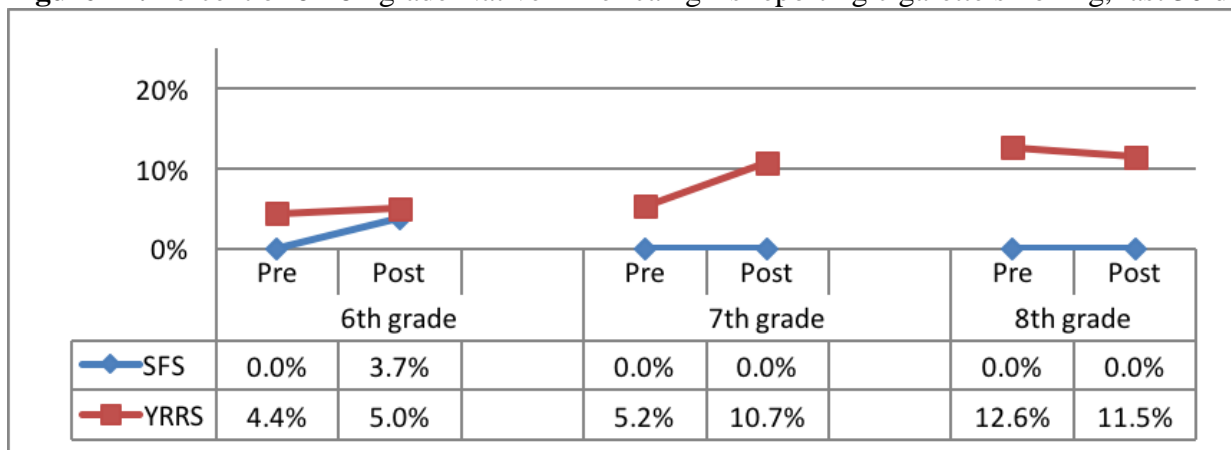 20%
10%
0%
Pre Post Pre Post Pre Post
6th grade 7th grade 8th grade
SFS 0.0% 3.7% 0.0% 0.0% 0.0% 0.0%
YRRS 4.4% 5.0% 5.2% 10.7% 12.6% 11.5%